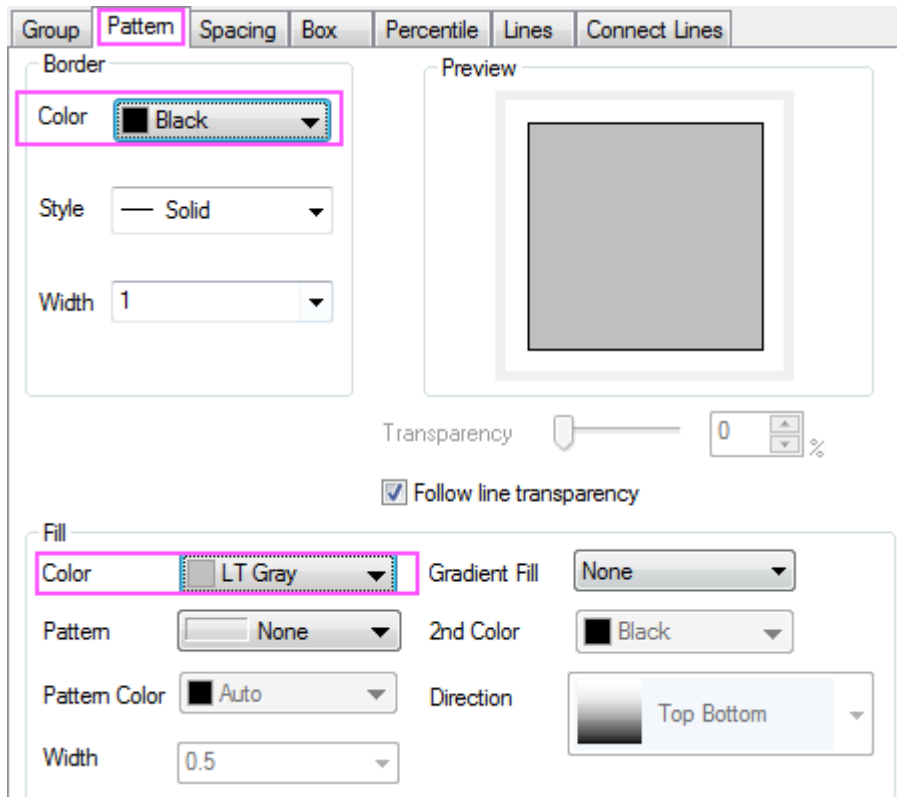 Group Pattern Spacing Box Percentile Lines Connect Lines
Border
Color Black
Style Solid
Width 1
Preview
Transparency 0 %
Follow line transparency
Fill
Color LT Gray Gradient Fill None
Pattern None 2nd Color Black
Pattern Color Auto Direction Top Bottom
Width 0.5